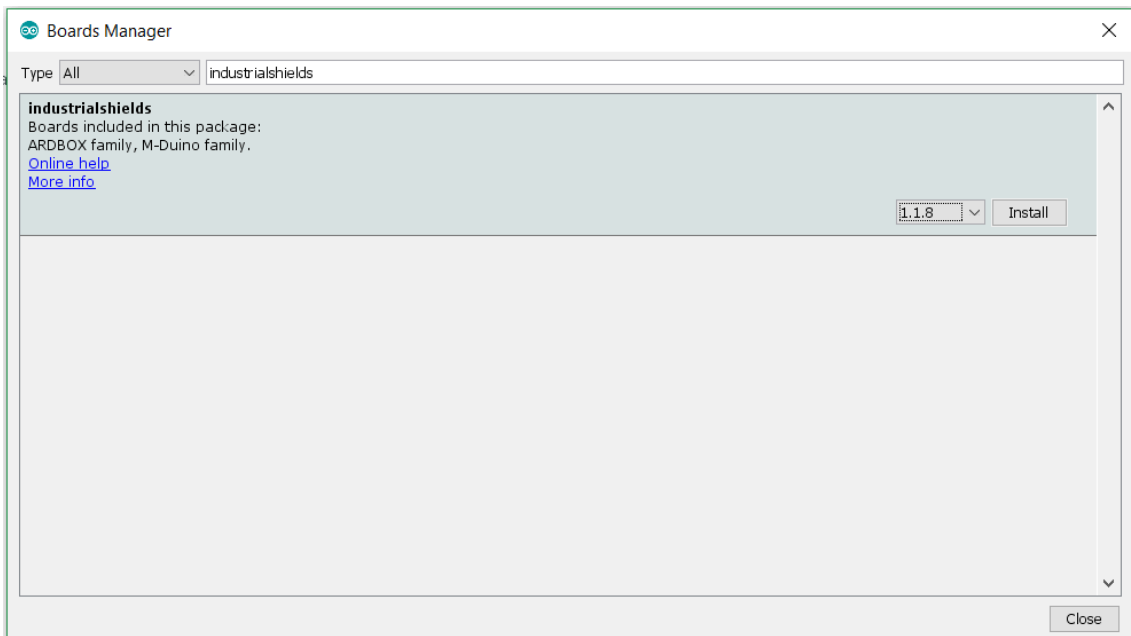 Boards Manager
Type All industrialshields
industrialshields
Boards included in this package:
ARDBOX family, M-Duino family.
Online help
More info
1.1.8 Install
Close